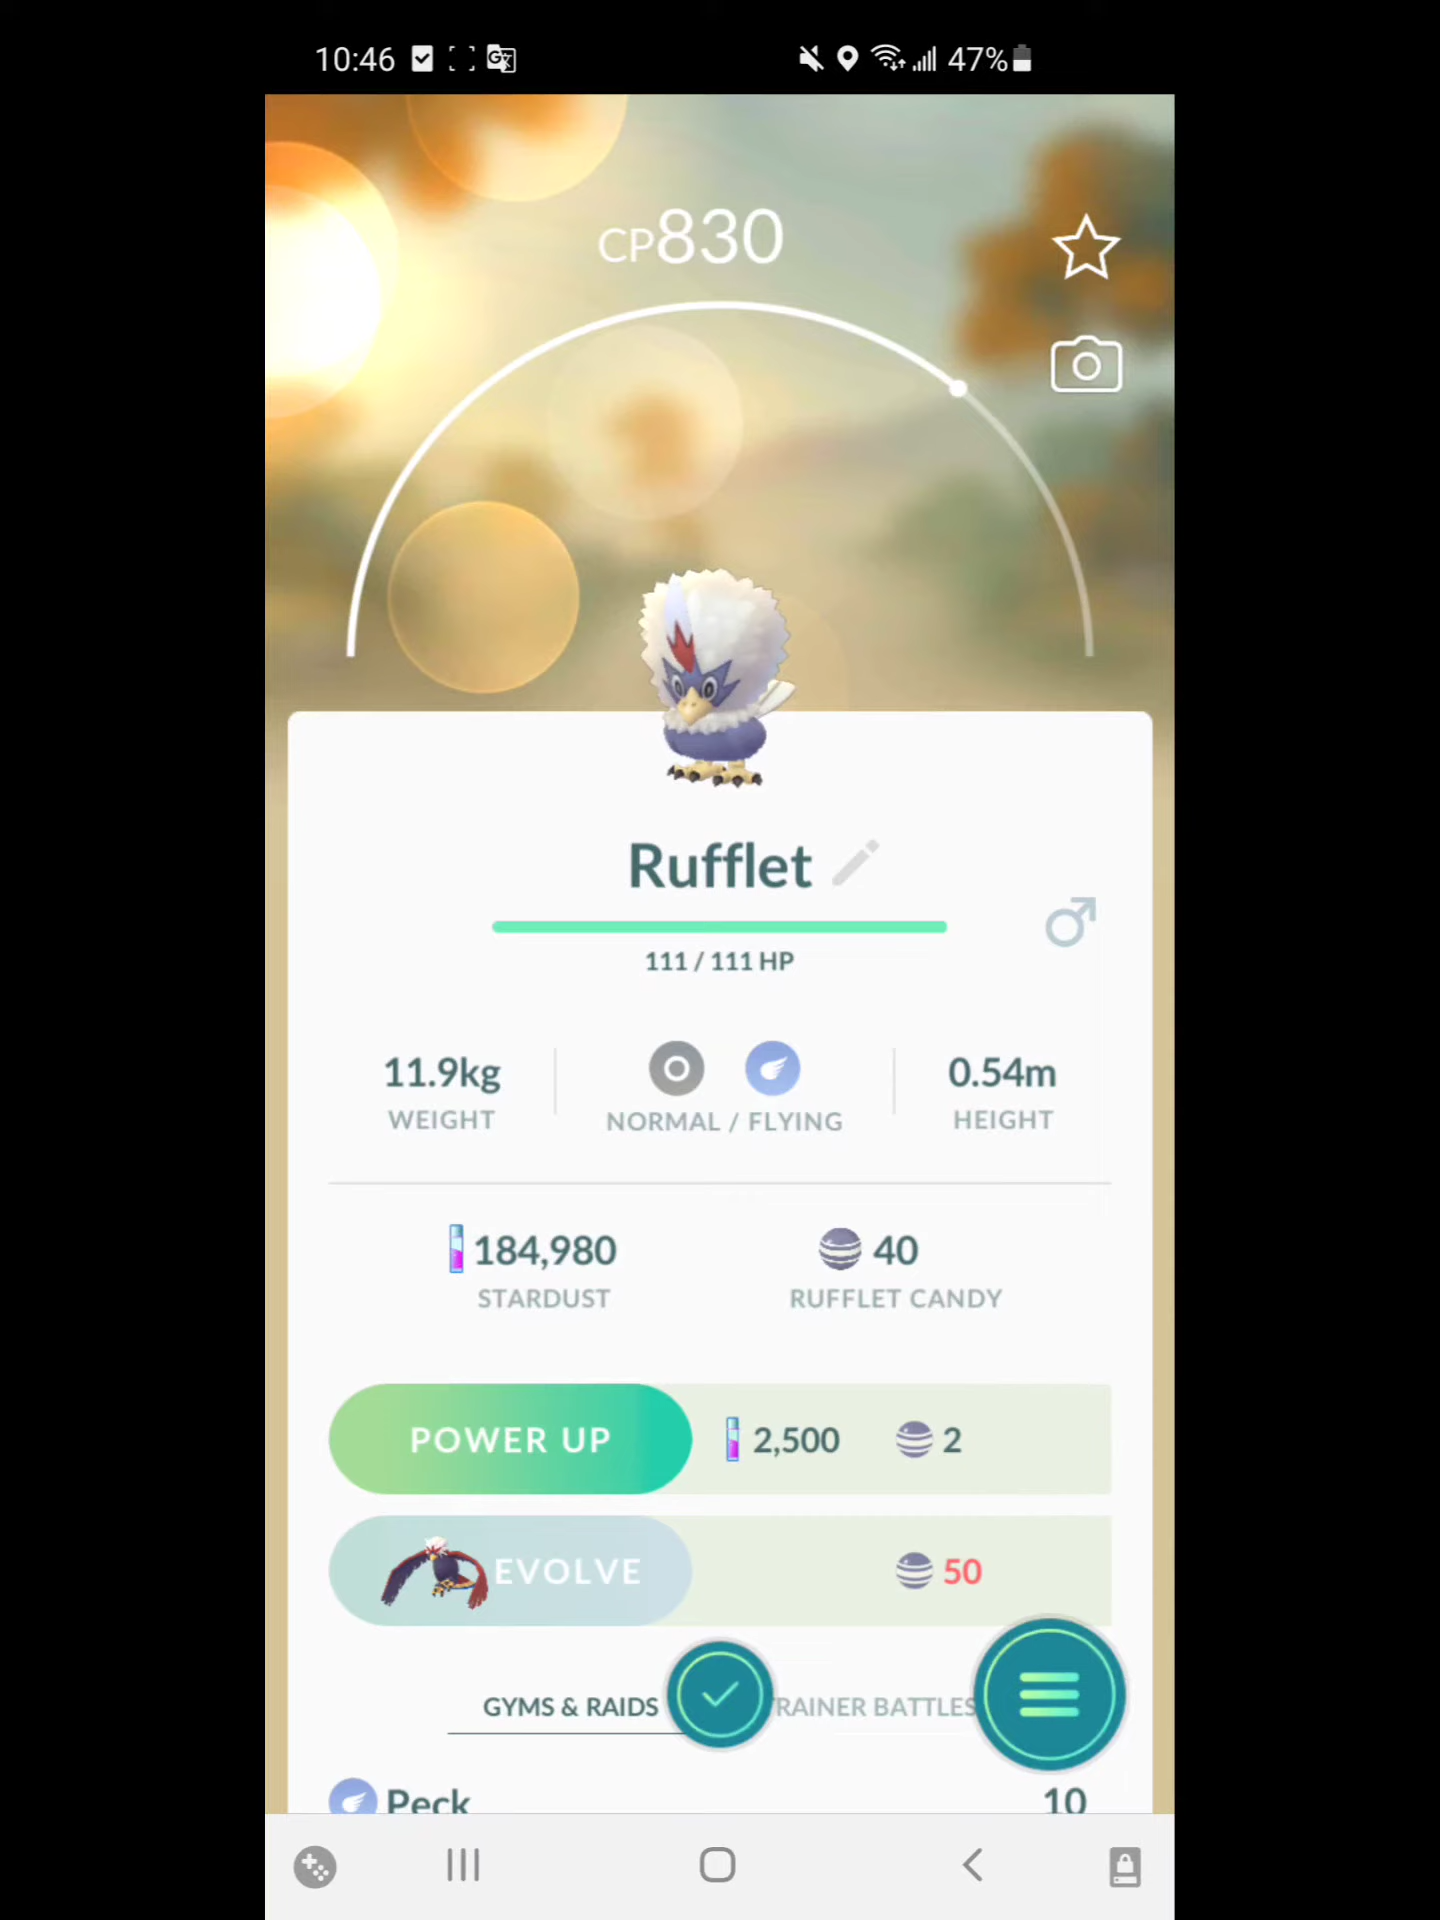 10:46 47%
CP830
Rufflet
111 / 111 HP
11.9kg
WEIGHT
NORMAL / FLYING
0.54m
HEIGHT
184,980
STARDUST
40
RUFFLET CANDY
POWER UP 2,500 2
EVOLVE 50
GYMS & RAIDS RAINER BATTLES
Peck 10